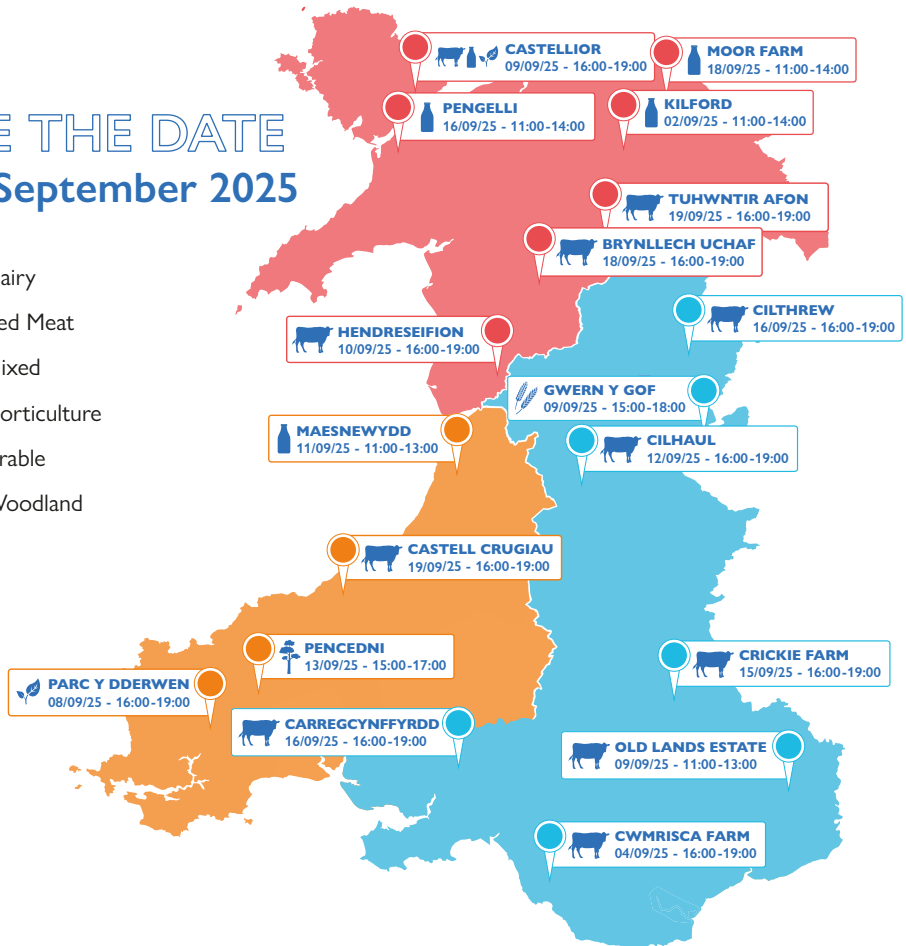 E THE DATE
September 2025
airy
ed Meat
ixed
orticulture
rable
Woodland
CASTELLIOR
09/09/25 - 16:00-19:00
MOOR FARM
18/09/25 - 11:00-14:00
PENGELLI
16/09/25 - 11:00-14:00
KILFORD
02/09/25 - 11:00-14:00
TUHWNTIR AFON
19/09/25 - 16:00-19:00
BRYNLLECH UCHAF
18/09/25 - 16:00-19:00
CILTHREW
16/09/25 - 16:00-19:00
HENDRESEIFION
10/09/25 - 16:00-19:00
GWERN Y GOF
09/09/25 - 15:00-18:00
MAESNEWYDD
11/09/25 - 11:00-13:00
CILHAUL
12/09/25 - 16:00-19:00
CASTELL CRUGIAU
19/09/25 - 16:00-19:00
PENCEDNI
13/09/25 - 15:00-17:00
CRICKIE FARM
15/09/25 - 16:00-19:00
PARC Y DDERWEN
08/09/25 - 16:00-19:00
CARREGCYNFFYRDD
16/09/25 - 16:00-19:00
OLD LANDS ESTATE
09/09/25 - 11:00-13:00
CWMRISCA FARM
04/09/25 - 16:00-19:00